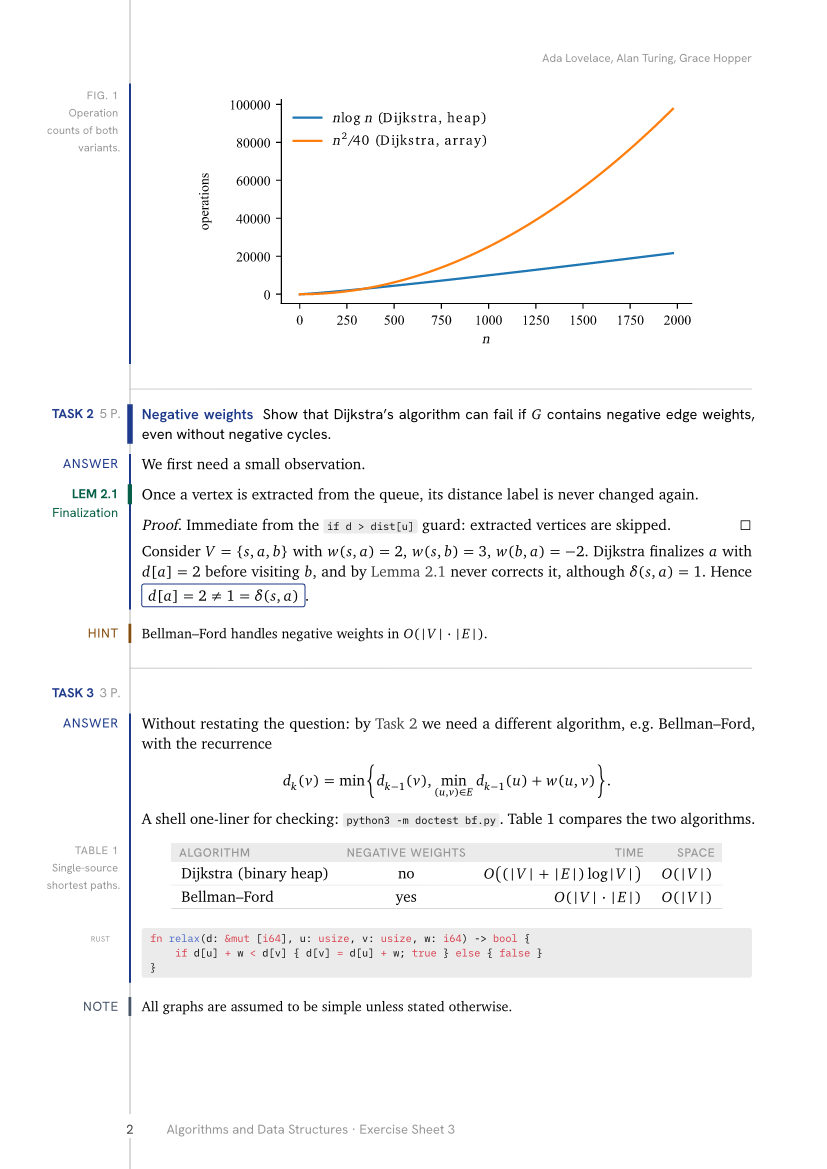 Ada Lovelace, Alan Turing, Grace Hopper
FIG. 1
Operation
counts of both
variants.
100000
80000
60000
40000
20000
0
operations
n log n (Dijkstra, heap)
n²/40 (Dijkstra, array)
0 250 500 750 1000 1250 1500 1750 2000
n
TASK 2 5 P.
Negative weights Show that Dijkstra's algorithm can fail if G contains negative edge weights,
even without negative cycles.
ANSWER
We first need a small observation.
LEM 2.1
Finalization
Once a vertex is extracted from the queue, its distance label is never changed again.
Proof. Immediate from the if d > dist[u] guard: extracted vertices are skipped. □
Consider V = {s, a, b} with w(s, a) = 2, w(s, b) = 3, w(b, a) = −2. Dijkstra finalizes a with
d[a] = 2 before visiting b, and by Lemma 2.1 never corrects it, although δ(s, a) = 1. Hence
d[a] = 2 ≠ 1 = δ(s, a).
HINT
Bellman–Ford handles negative weights in O(|V| · |E|).
TASK 3 3 P.
ANSWER
Without restating the question: by Task 2 we need a different algorithm, e.g. Bellman–Ford,
with the recurrence
dₖ(v) = min{dₖ₋₁(v), min_{(u,v)∈E} dₖ₋₁(u) + w(u, v)}.
A shell one-liner for checking: python3 -m doctest bf.py. Table 1 compares the two algorithms.
TABLE 1
Single-source
shortest paths.
ALGORITHM NEGATIVE WEIGHTS TIME SPACE
Dijkstra (binary heap) no O((|V| + |E|) log|V|) O(|V|)
Bellman–Ford yes O(|V| · |E|) O(|V|)
RUST
fn relax(d: &mut [i64], u: usize, v: usize, w: i64) -> bool {
    if d[u] + w < d[v] { d[v] = d[u] + w; true } else { false }
}
NOTE
All graphs are assumed to be simple unless stated otherwise.
2 Algorithms and Data Structures · Exercise Sheet 3